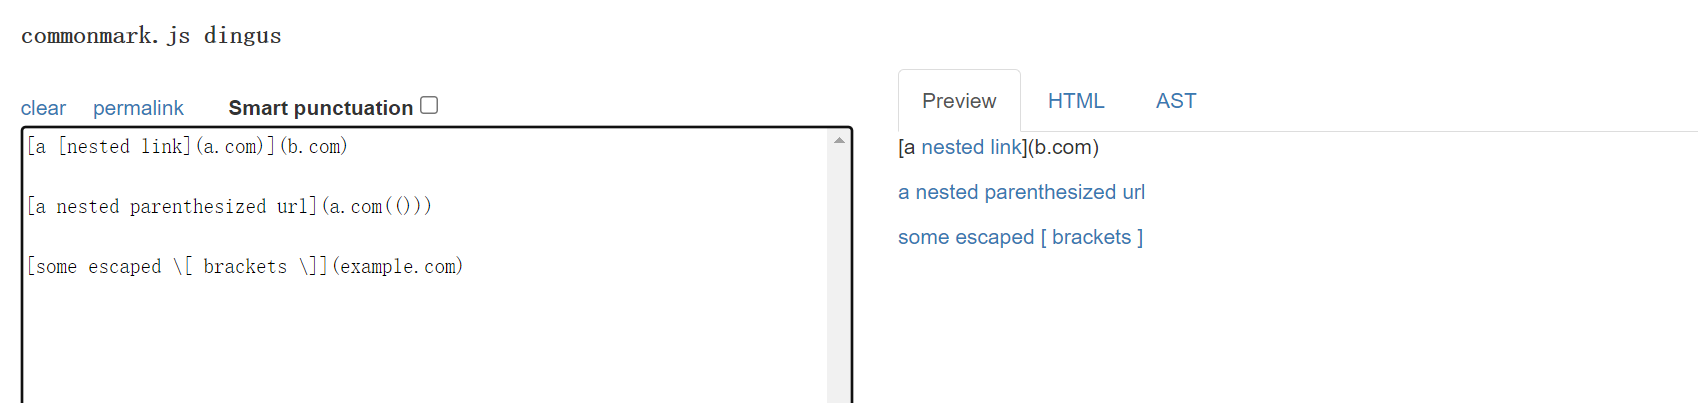 commonmark.js dingus
clear permalink Smart punctuation
[a [nested link](a.com)](b.com)
[a nested parenthesized url](a.com(()))
[some escaped \[ brackets \]](example.com)
Preview HTML AST
[a nested link](b.com)
a nested parenthesized url
some escaped [ brackets ]